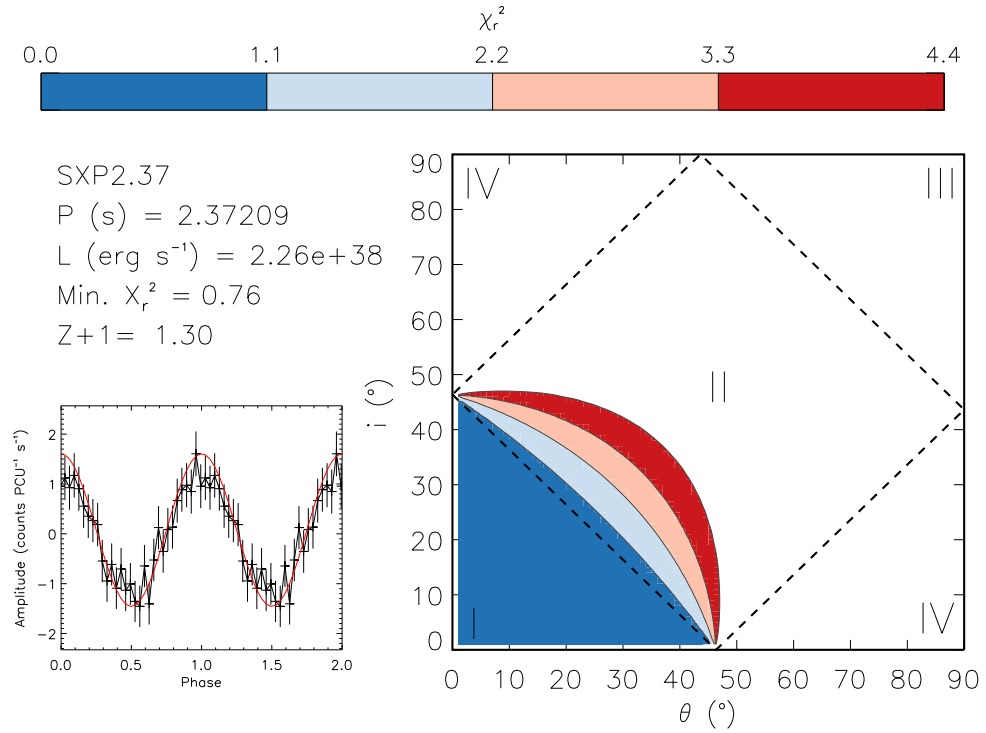 χr²
0.0 1.1 2.2 3.3 4.4
SXP2.37
P (s) = 2.37209
L (erg s⁻¹) = 2.26e+38
Min. Xr² = 0.76
Z+1= 1.30
90
80
70
60
50
40
30
20
10
0
i (°)
IV III
II
I IV
0 10 20 30 40 50 60 70 80 90
θ (°)
2
1
0
-1
-2
Amplitude (counts PCU⁻¹ s⁻¹)
0.0 0.5 1.0 1.5 2.0
Phase